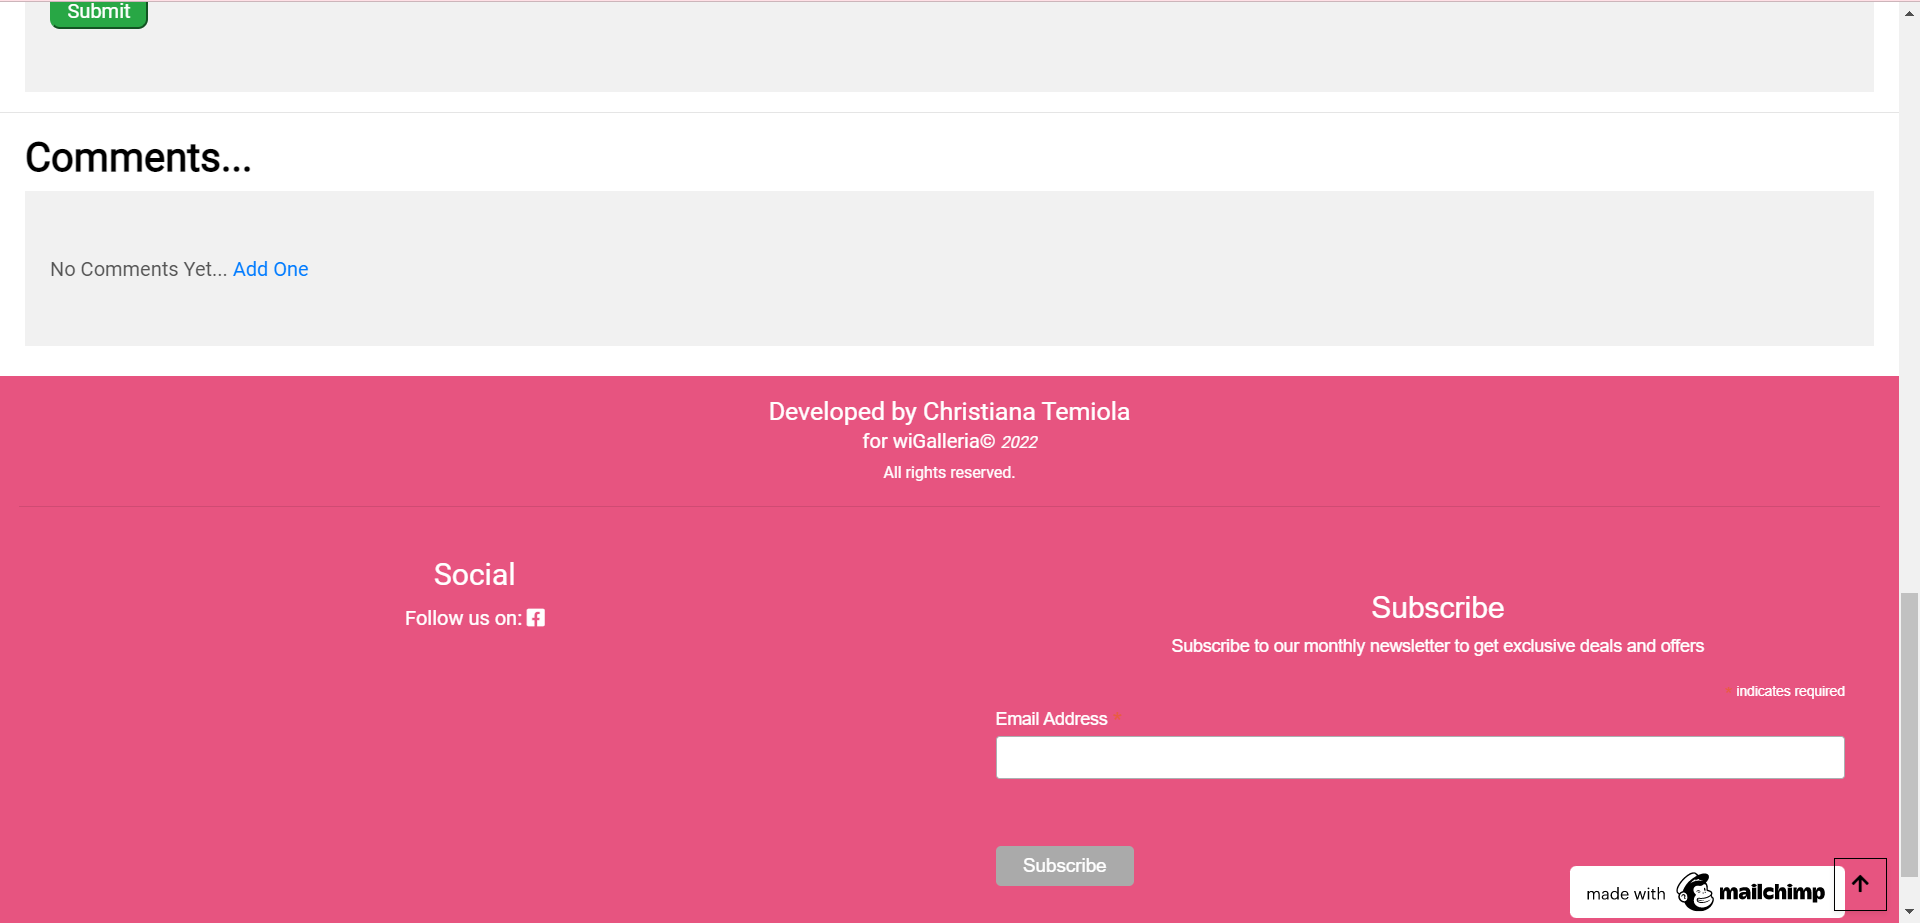 Submit
Comments...
No Comments Yet... Add One
Developed by Christiana Temiola
for wiGalleria© 2022
All rights reserved.
Social
Follow us on:
Subscribe
Subscribe to our monthly newsletter to get exclusive deals and offers
* indicates required
Email Address *
Subscribe
made with mailchimp